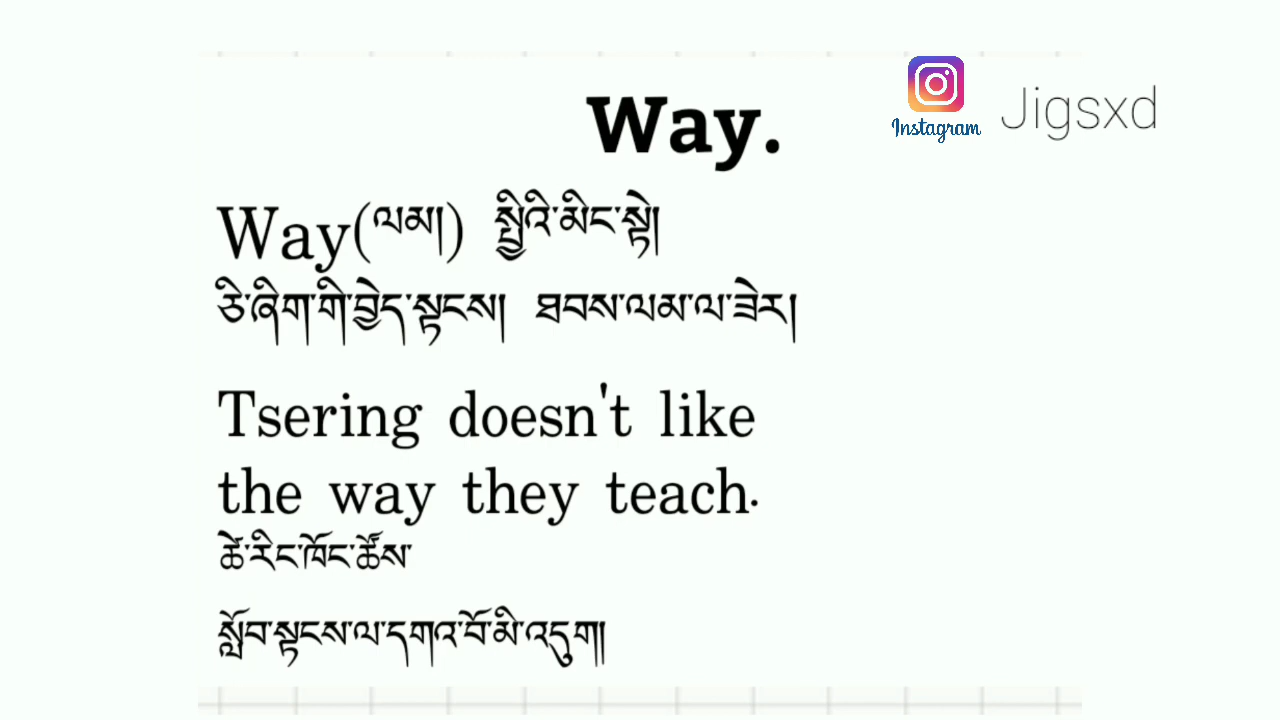 Way.
Instagram Jigsxd
Way(ལམ།) སྤྱིའི་མིང་སྟེ།
ཅི་ཞིག་གི་བྱེད་སྟངས། ཐབས་ལམ་ལ་ཟེར།
Tsering doesn't like
the way they teach.
ཚེ་རིང་ཁོང་ཚོས་
སློབ་སྟངས་ལ་དགའ་བོ་མི་འདུག།